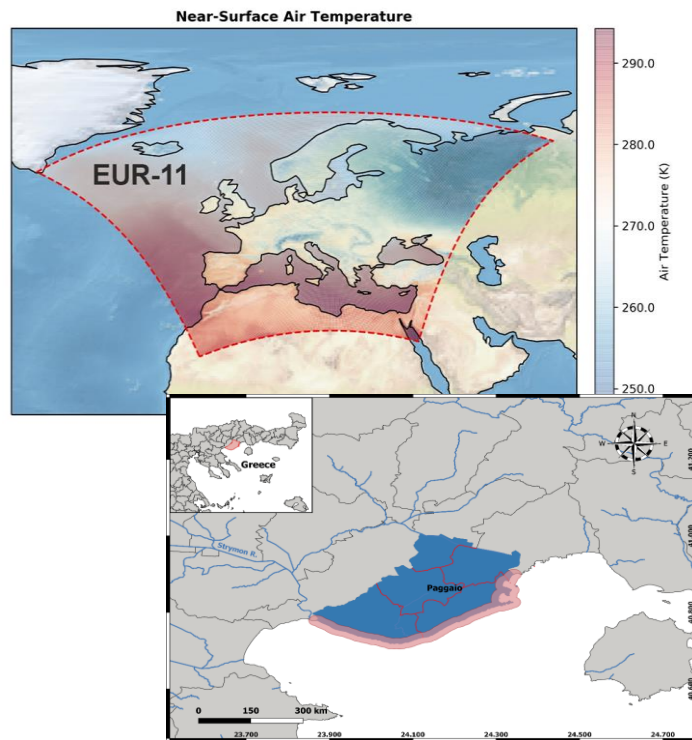 Near-Surface Air Temperature
EUR-11
290.0
280.0
270.0
260.0
250.0
Air Temperature (K)
Greece
N
W
E
S
41.200
41.000
40.800
40.600
Strymon R.
Paggaio
0 150 300 km
23.700 23.900 24.100 24.300 24.500 24.700